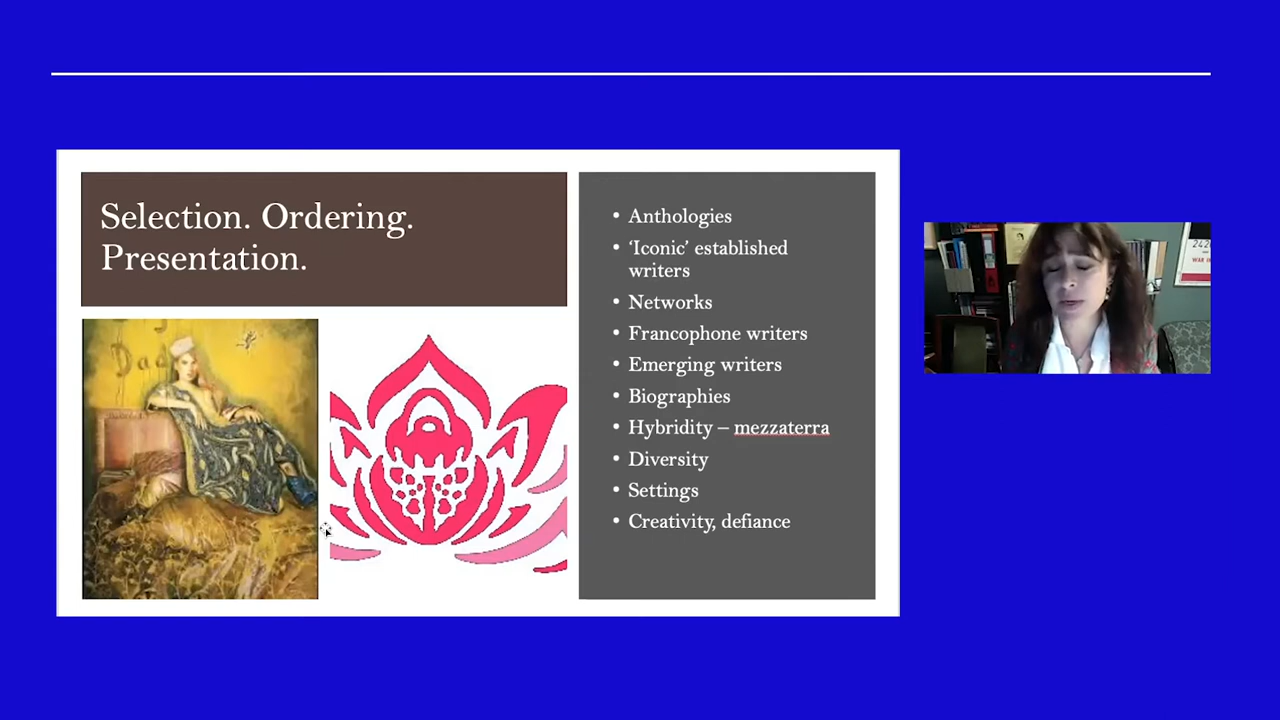 Selection. Ordering.
Presentation.
• Anthologies
• ‘Iconic’ established
writers
• Networks
• Francophone writers
• Emerging writers
• Biographies
• Hybridity – mezzaterra
• Diversity
• Settings
• Creativity, defiance